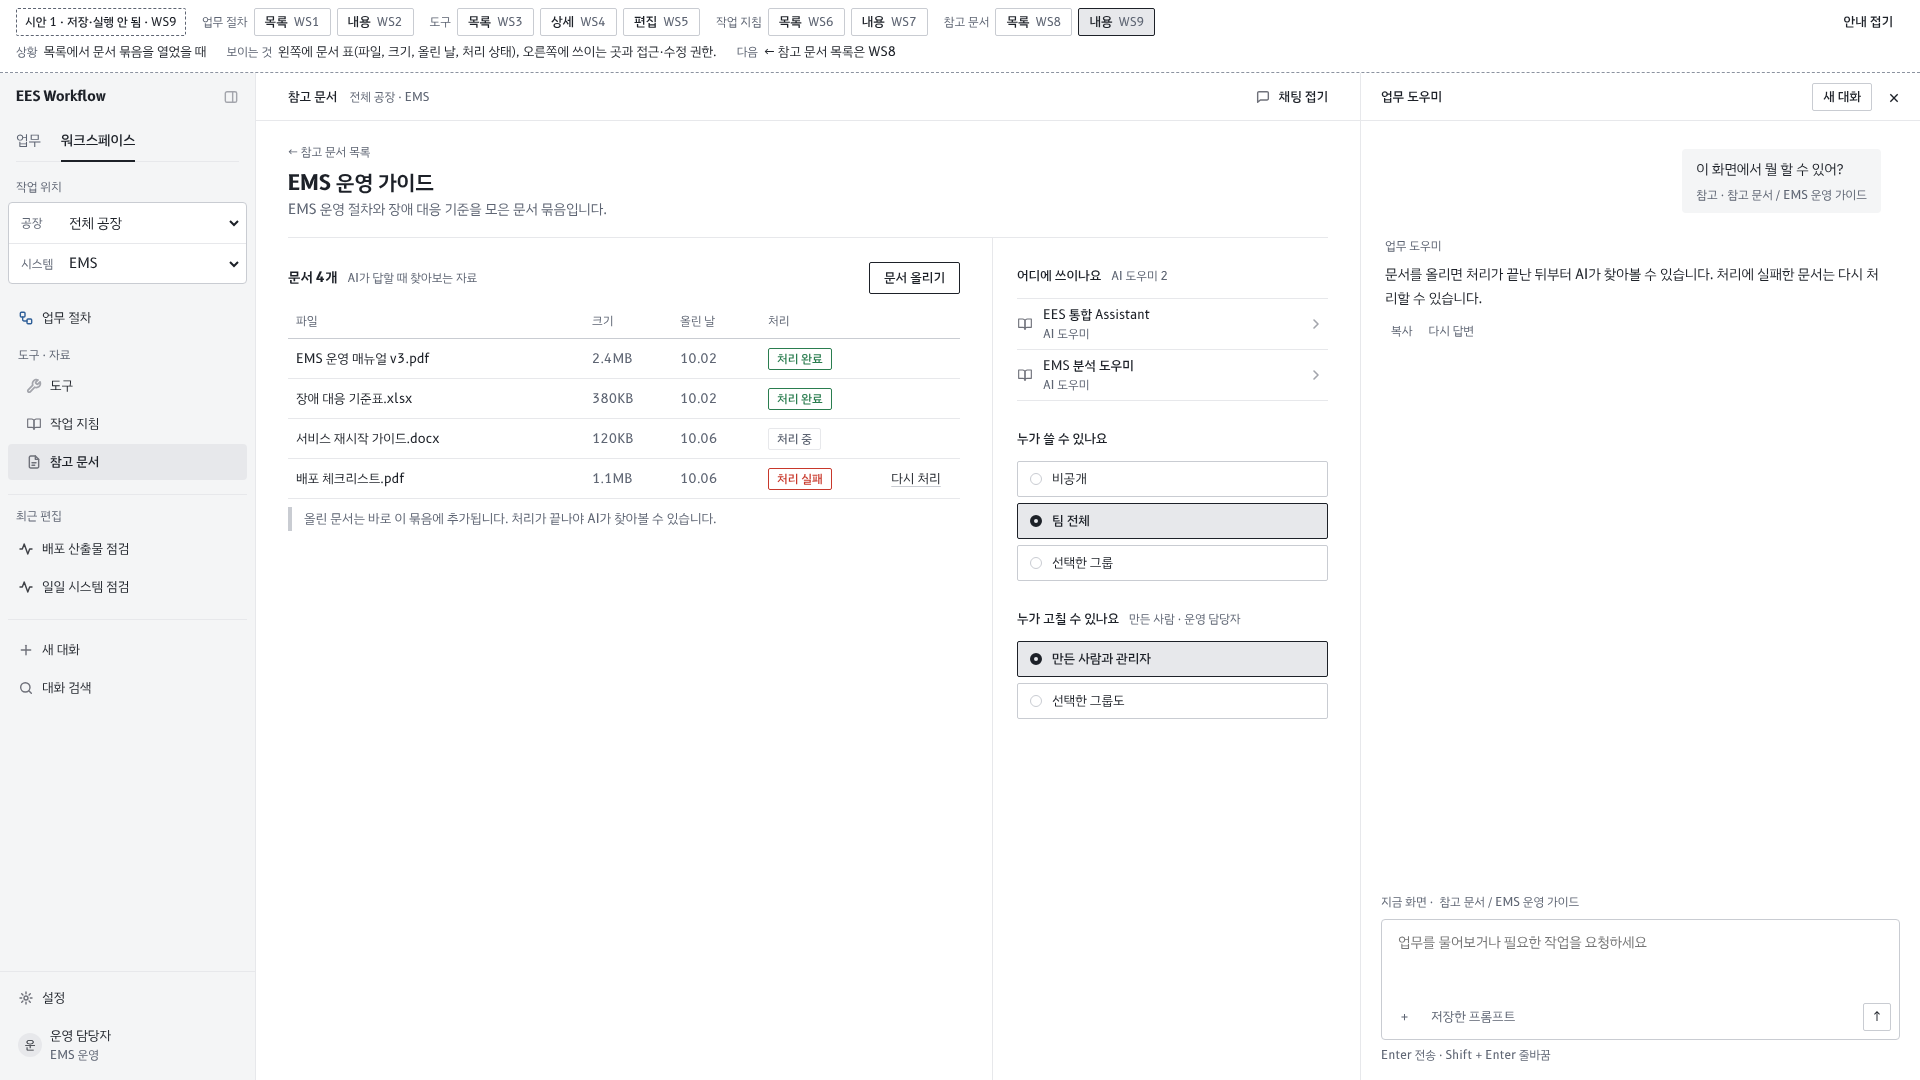 시안 1 · 저장·실행 안 됨 · WS9 업무 절차 목록 WS1 내용 WS2 도구 목록 WS3 상세 WS4 편집 WS5 작업 지침 목록 WS6 내용 WS7 참고 문서 목록 WS8 내용 WS9 안내 접기
상황 목록에서 문서 묶음을 열었을 때 보이는 것 왼쪽에 문서 표(파일, 크기, 올린 날, 처리 상태), 오른쪽에 쓰이는 곳과 접근·수정 권한. 다음 ← 참고 문서 목록은 WS8
EES Workflow
업무 워크스페이스
작업 위치
공장 전체 공장
시스템 EMS
업무 절차
도구 · 자료
도구
작업 지침
참고 문서
최근 편집
배포 산출물 점검
일일 시스템 점검
새 대화
대화 검색
설정
운 운영 담당자
EMS 운영
참고 문서 전체 공장 · EMS 채팅 접기
← 참고 문서 목록
EMS 운영 가이드
EMS 운영 절차와 장애 대응 기준을 모은 문서 묶음입니다.
문서 4개 AI가 답할 때 찾아보는 자료 문서 올리기
파일 크기 올린 날 처리
EMS 운영 매뉴얼 v3.pdf 2.4MB 10.02 처리 완료
장애 대응 기준표.xlsx 380KB 10.02 처리 완료
서비스 재시작 가이드.docx 120KB 10.06 처리 중
배포 체크리스트.pdf 1.1MB 10.06 처리 실패 다시 처리
올린 문서는 바로 이 묶음에 추가됩니다. 처리가 끝나야 AI가 찾아볼 수 있습니다.
어디에 쓰이나요 AI 도우미 2
EES 통합 Assistant
AI 도우미
EMS 분석 도우미
AI 도우미
누가 쓸 수 있나요
비공개
팀 전체
선택한 그룹
누가 고칠 수 있나요 만든 사람 · 운영 담당자
만든 사람과 관리자
선택한 그룹도
업무 도우미 새 대화 ×
이 화면에서 뭘 할 수 있어?
참고 · 참고 문서 / EMS 운영 가이드
업무 도우미
문서를 올리면 처리가 끝난 뒤부터 AI가 찾아볼 수 있습니다. 처리에 실패한 문서는 다시 처
리할 수 있습니다.
복사 다시 답변
지금 화면 · 참고 문서 / EMS 운영 가이드
업무를 물어보거나 필요한 작업을 요청하세요
+ 저장한 프롬프트 ↑
Enter 전송 · Shift + Enter 줄바꿈